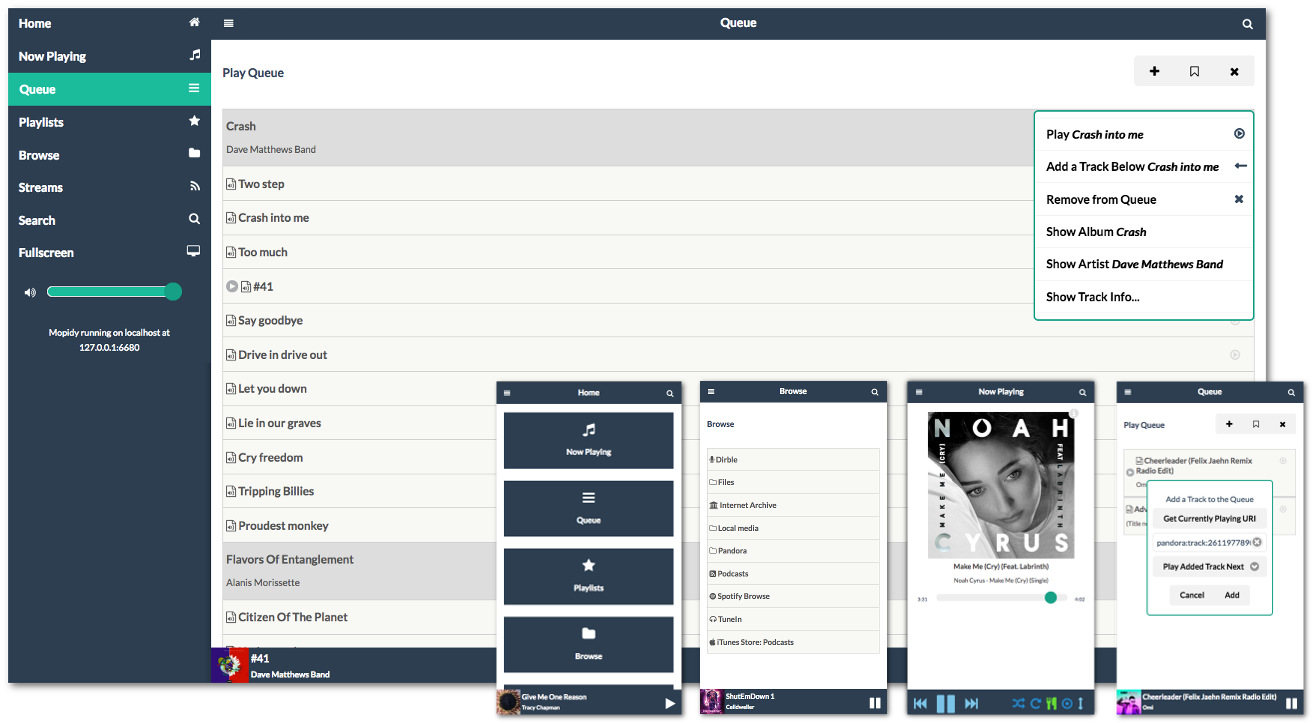 Home
Now Playing
Queue
Playlists
Browse
Streams
Search
Fullscreen
Mopidy running on localhost at
127.0.0.1:6680
Queue
Play Queue
Crash
Dave Matthews Band
Two step
Crash into me
Too much
#41
Say goodbye
Drive in drive out
Let you down
Lie in our graves
Cry freedom
Tripping Billies
Proudest monkey
Flavors Of Entanglement
Alanis Morissette
Citizen Of The Planet
#41
Dave Matthews Band
Play Crash into me
Add a Track Below Crash into me
Remove from Queue
Show Album Crash
Show Artist Dave Matthews Band
Show Track Info...
Home
Now Playing
Queue
Playlists
Browse
Give Me One Reason
Tracy Chapman
Browse
Browse
Dirble
Files
Internet Archive
Local media
Pandora
Podcasts
Spotify Browse
TuneIn
iTunes Store: Podcasts
ShutEmDown 1
Celldweller
Now Playing
NOAH
MAKE ME (CRY)
FEAT LABRINTH
CYRUS
Make Me (Cry) (Feat. Labrinth)
Noah Cyrus - Make Me (Cry) (Single)
3:31
4:02
Queue
Play Queue
Cheerleader (Felix Jaehn Remix
Radio Edit)
Om
Adv
(Title n
Add a Track to the Queue
Get Currently Playing URI
pandora:track:261197789
Play Added Track Next
Cancel Add
Cheerleader (Felix Jaehn Remix Radio Edit)
Omi